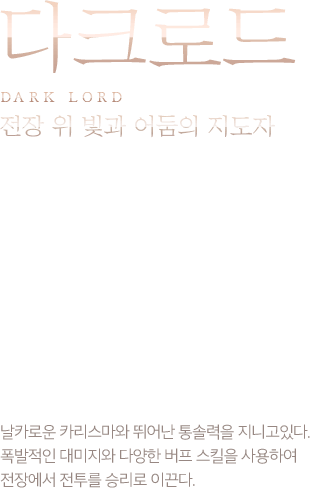 다크로드
DARK LORD
전장 위 빛과 어둠의 지도자
날카로운 카리스마와 뛰어난 통솔력을 지니고있다.
폭발적인 대미지와 다양한 버프 스킬을 사용하여
전장에서 전투를 승리로 이끈다.